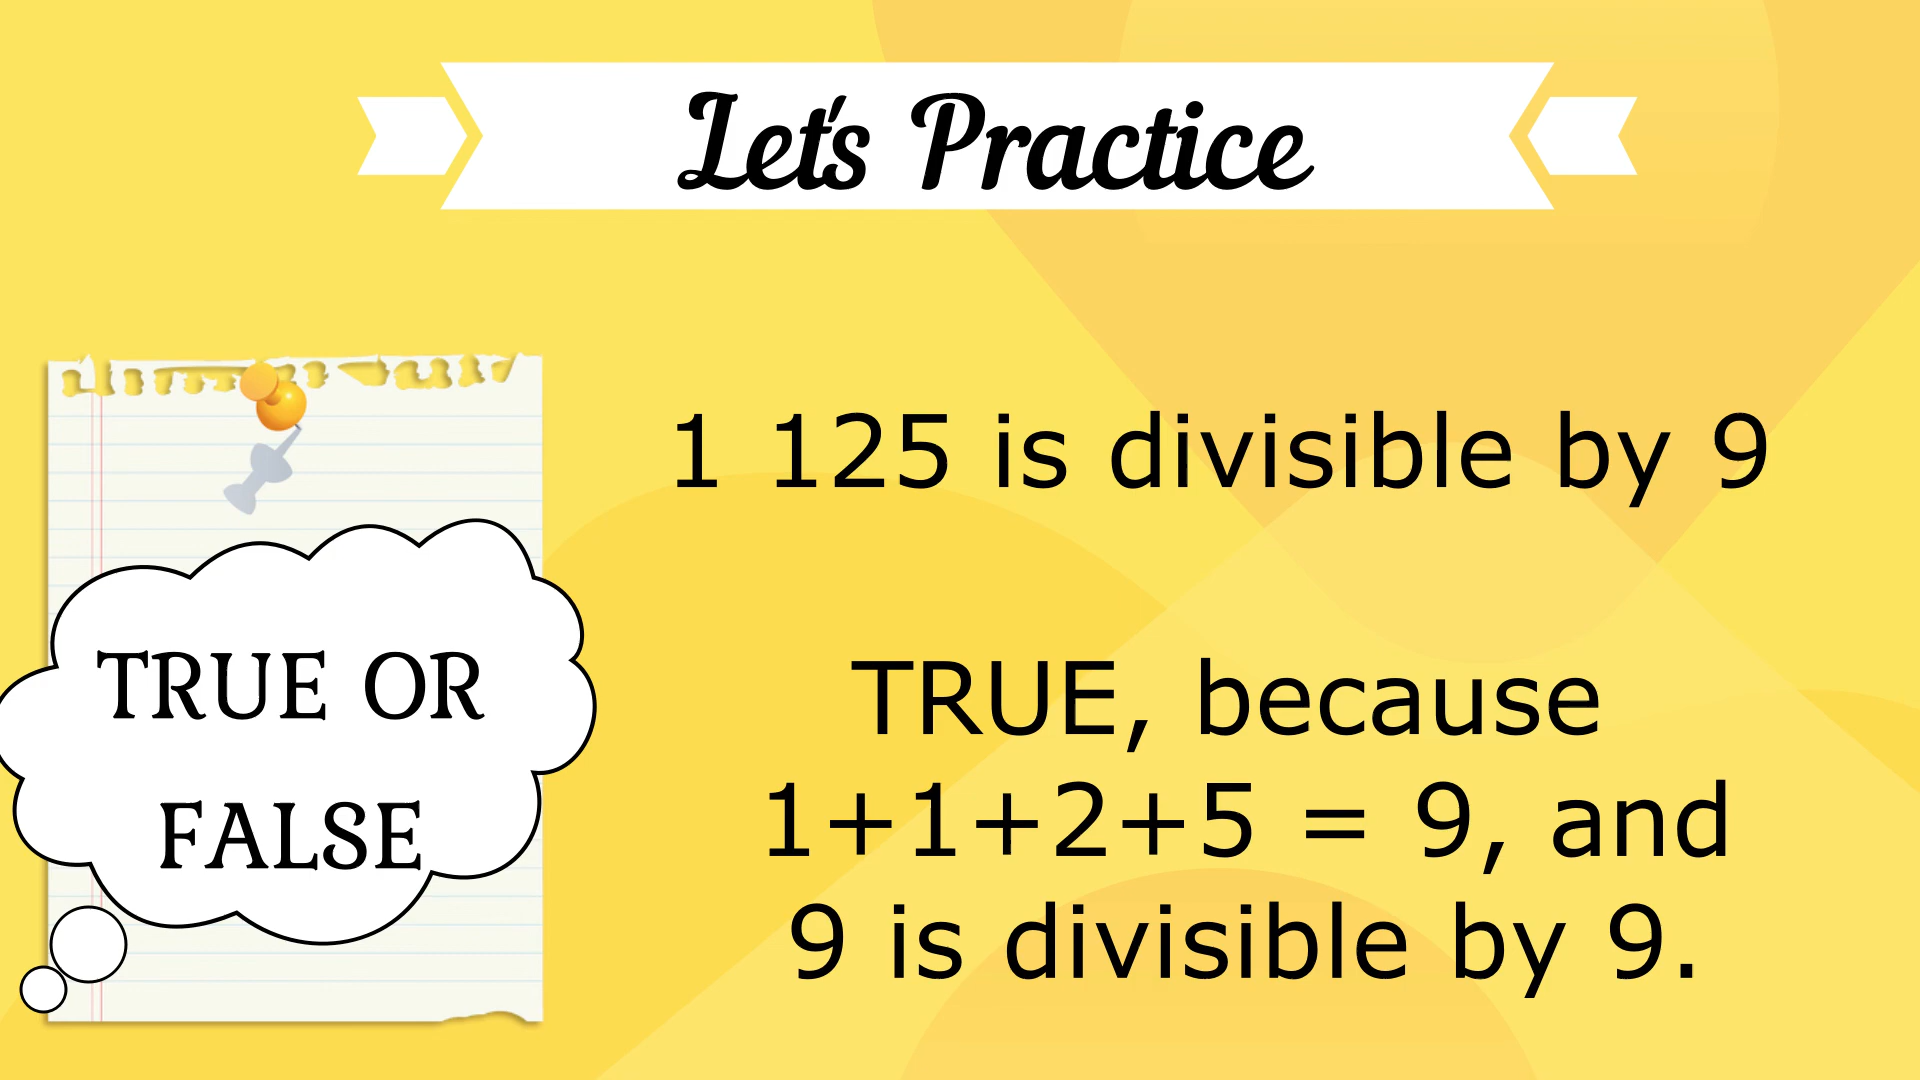 Let's Practice
1 125 is divisible by 9
TRUE OR
FALSE
TRUE, because
1+1+2+5 = 9, and
9 is divisible by 9.